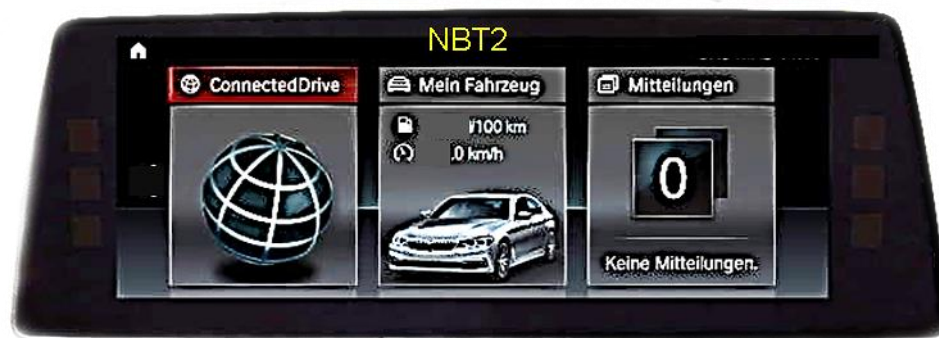 NBT2
ConnectedDrive
Mein Fahrzeug
Mitteilungen
l/100 km
.0 km/h
0
Keine Mitteilungen.